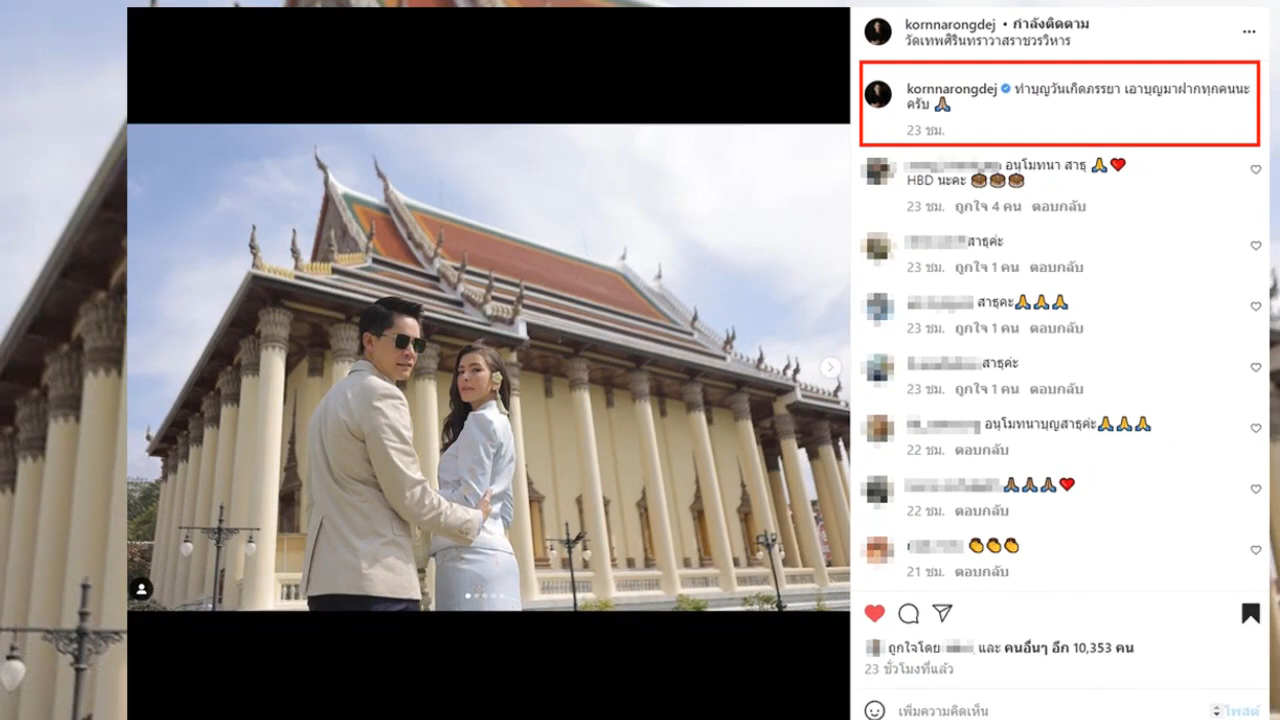 kornnarongdej • กำลังติดตาม
วัดเทพศิรินทราวาสราชวรวิหาร
kornnarongdej ทำบุญวันเกิดภรรยา เอาบุญมาฝากทุกคนนะ
ครับ 🙏🏽
23 ชม.
อนุโมทนา สาธุ 🙏❤️
HBD นะคะ 🎂🎂🎂
23 ชม. ถูกใจ 4 คน ตอบกลับ
สาธุค่ะ
23 ชม. ถูกใจ 1 คน ตอบกลับ
สาธุคะ🙏🙏🙏
23 ชม. ถูกใจ 1 คน ตอบกลับ
สาธุค่ะ
23 ชม. ถูกใจ 1 คน ตอบกลับ
อนุโมทนาบุญสาธุค่ะ🙏🙏🙏
22 ชม. ตอบกลับ
🙏🏽🙏🏽🙏🏽❤️
22 ชม. ตอบกลับ
👏👏👏
21 ชม. ตอบกลับ
ถูกใจโดย และ คนอื่นๆ อีก 10,353 คน
23 ชั่วโมงที่แล้ว
เพิ่มความคิดเห็น
โพสต์